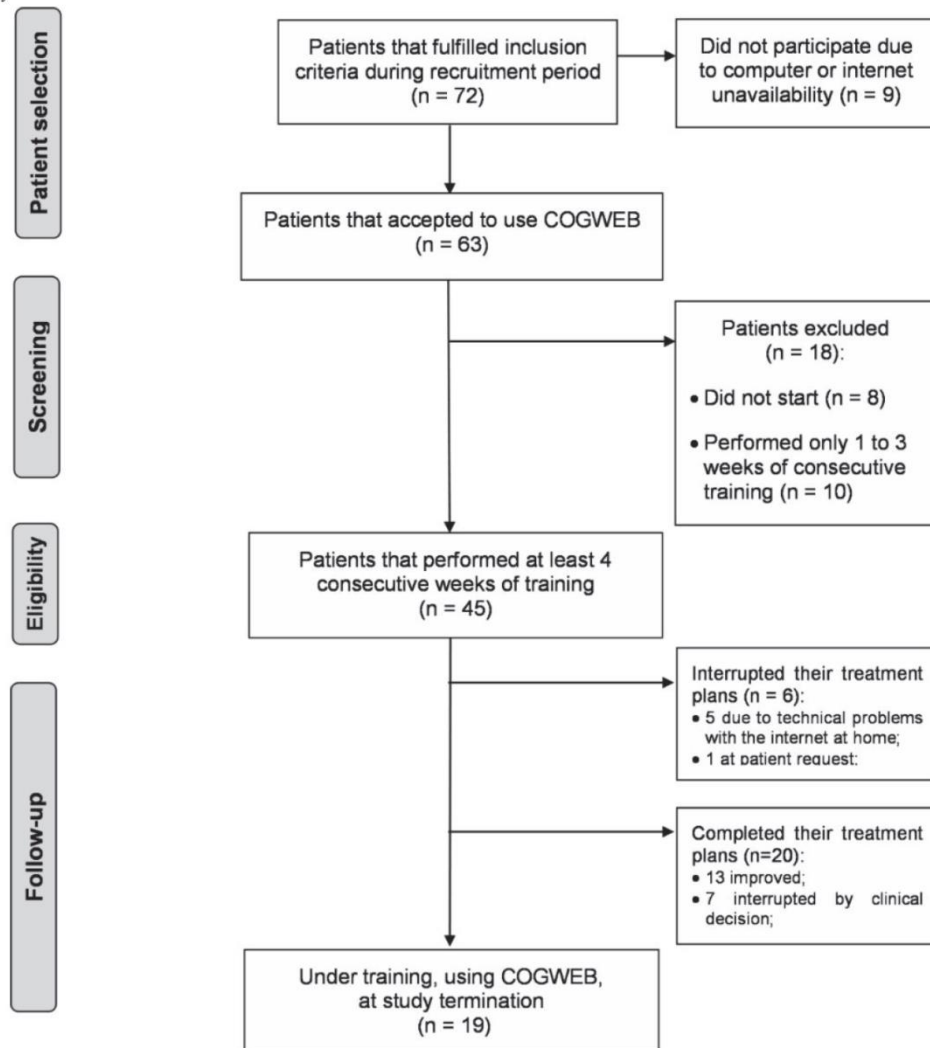 Patient selection
Patients that fulfilled inclusion
criteria during recruitment period
(n = 72)
Did not participate due
to computer or internet
unavailability (n = 9)
Patients that accepted to use COGWEB
(n = 63)
Screening
Patients excluded
(n = 18):
• Did not start (n = 8)
• Performed only 1 to 3
weeks of consecutive
training (n = 10)
Eligibility
Patients that performed at least 4
consecutive weeks of training
(n = 45)
Follow-up
Interrupted their treatment
plans (n = 6):
• 5 due to technical problems
with the internet at home;
• 1 at patient request;
Completed their treatment
plans (n=20):
• 13 improved;
• 7 interrupted by clinical
decision;
Under training, using COGWEB,
at study termination
(n = 19)